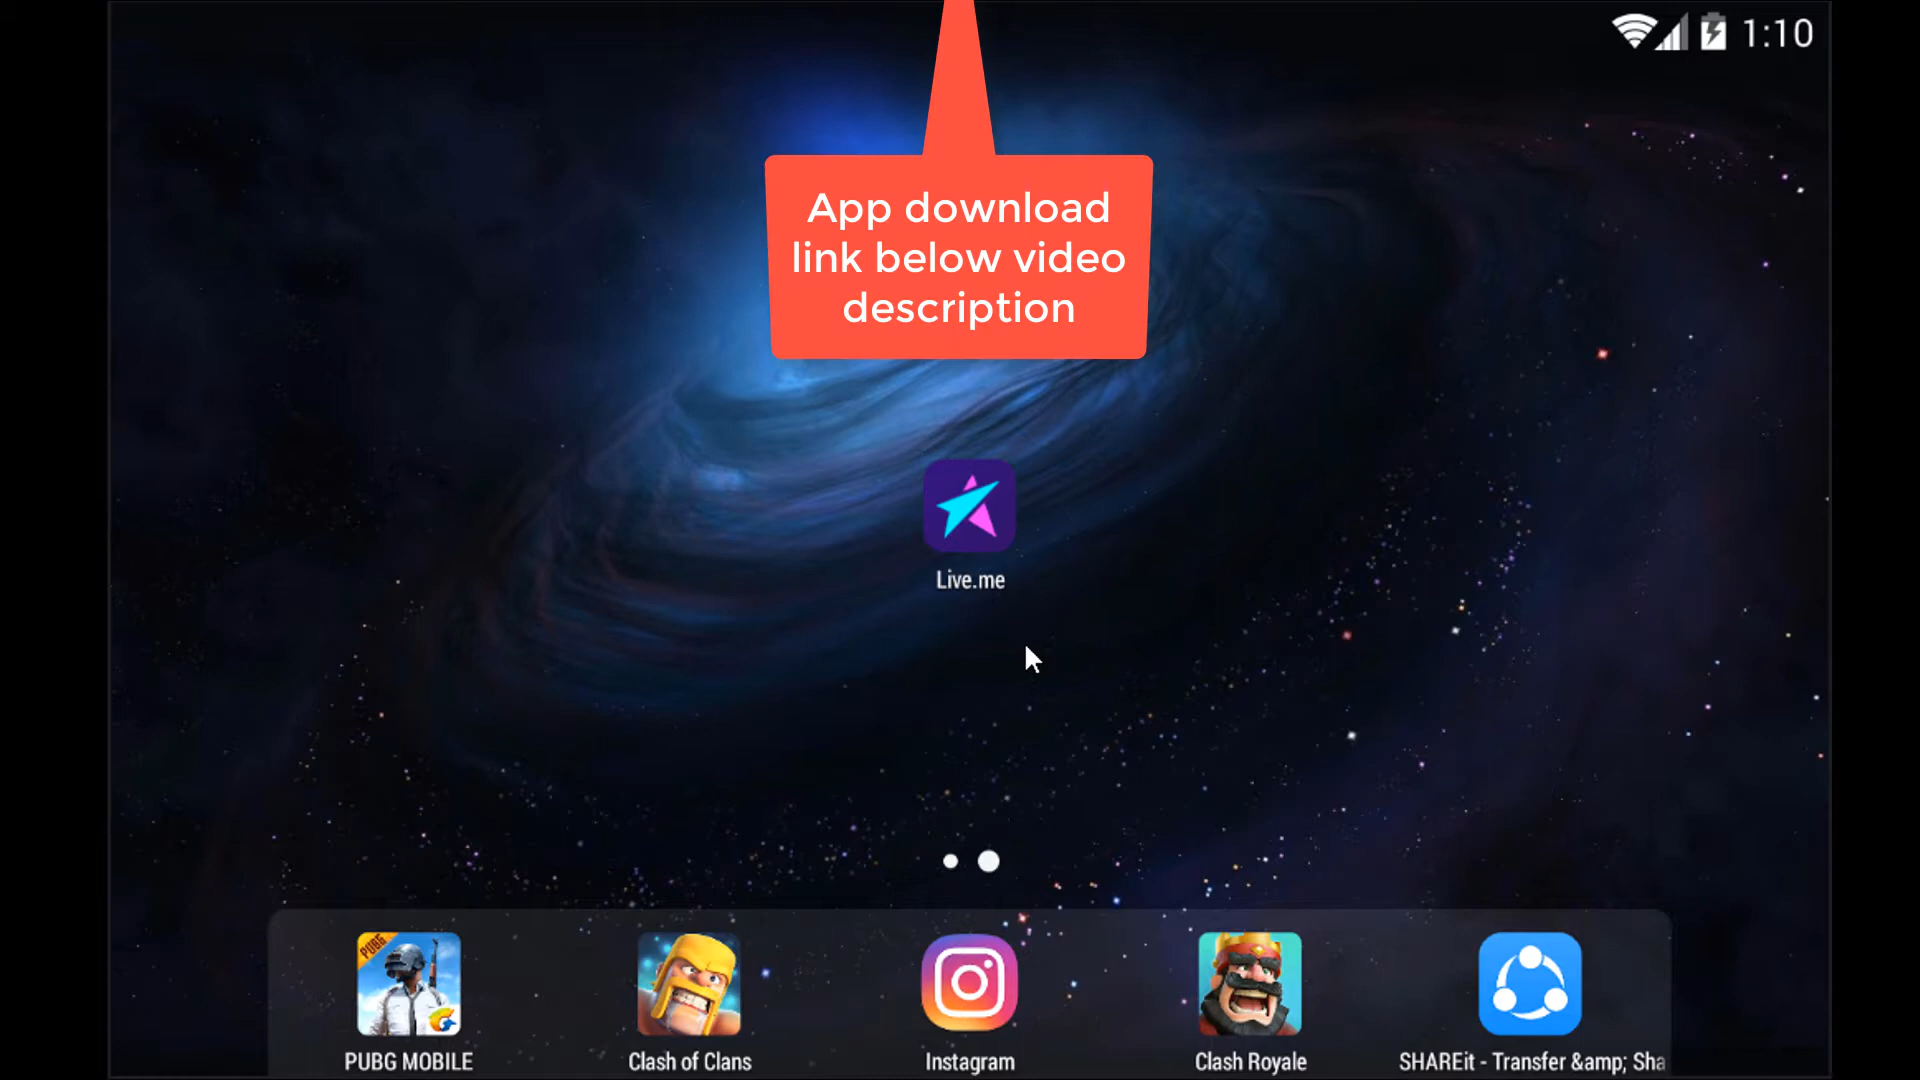 1:10
App download
link below video
description
Live.me
PUBG
PUBG MOBILE
Clash of Clans
Instagram
Clash Royale
SHAREit - Transfer &amp; Sha